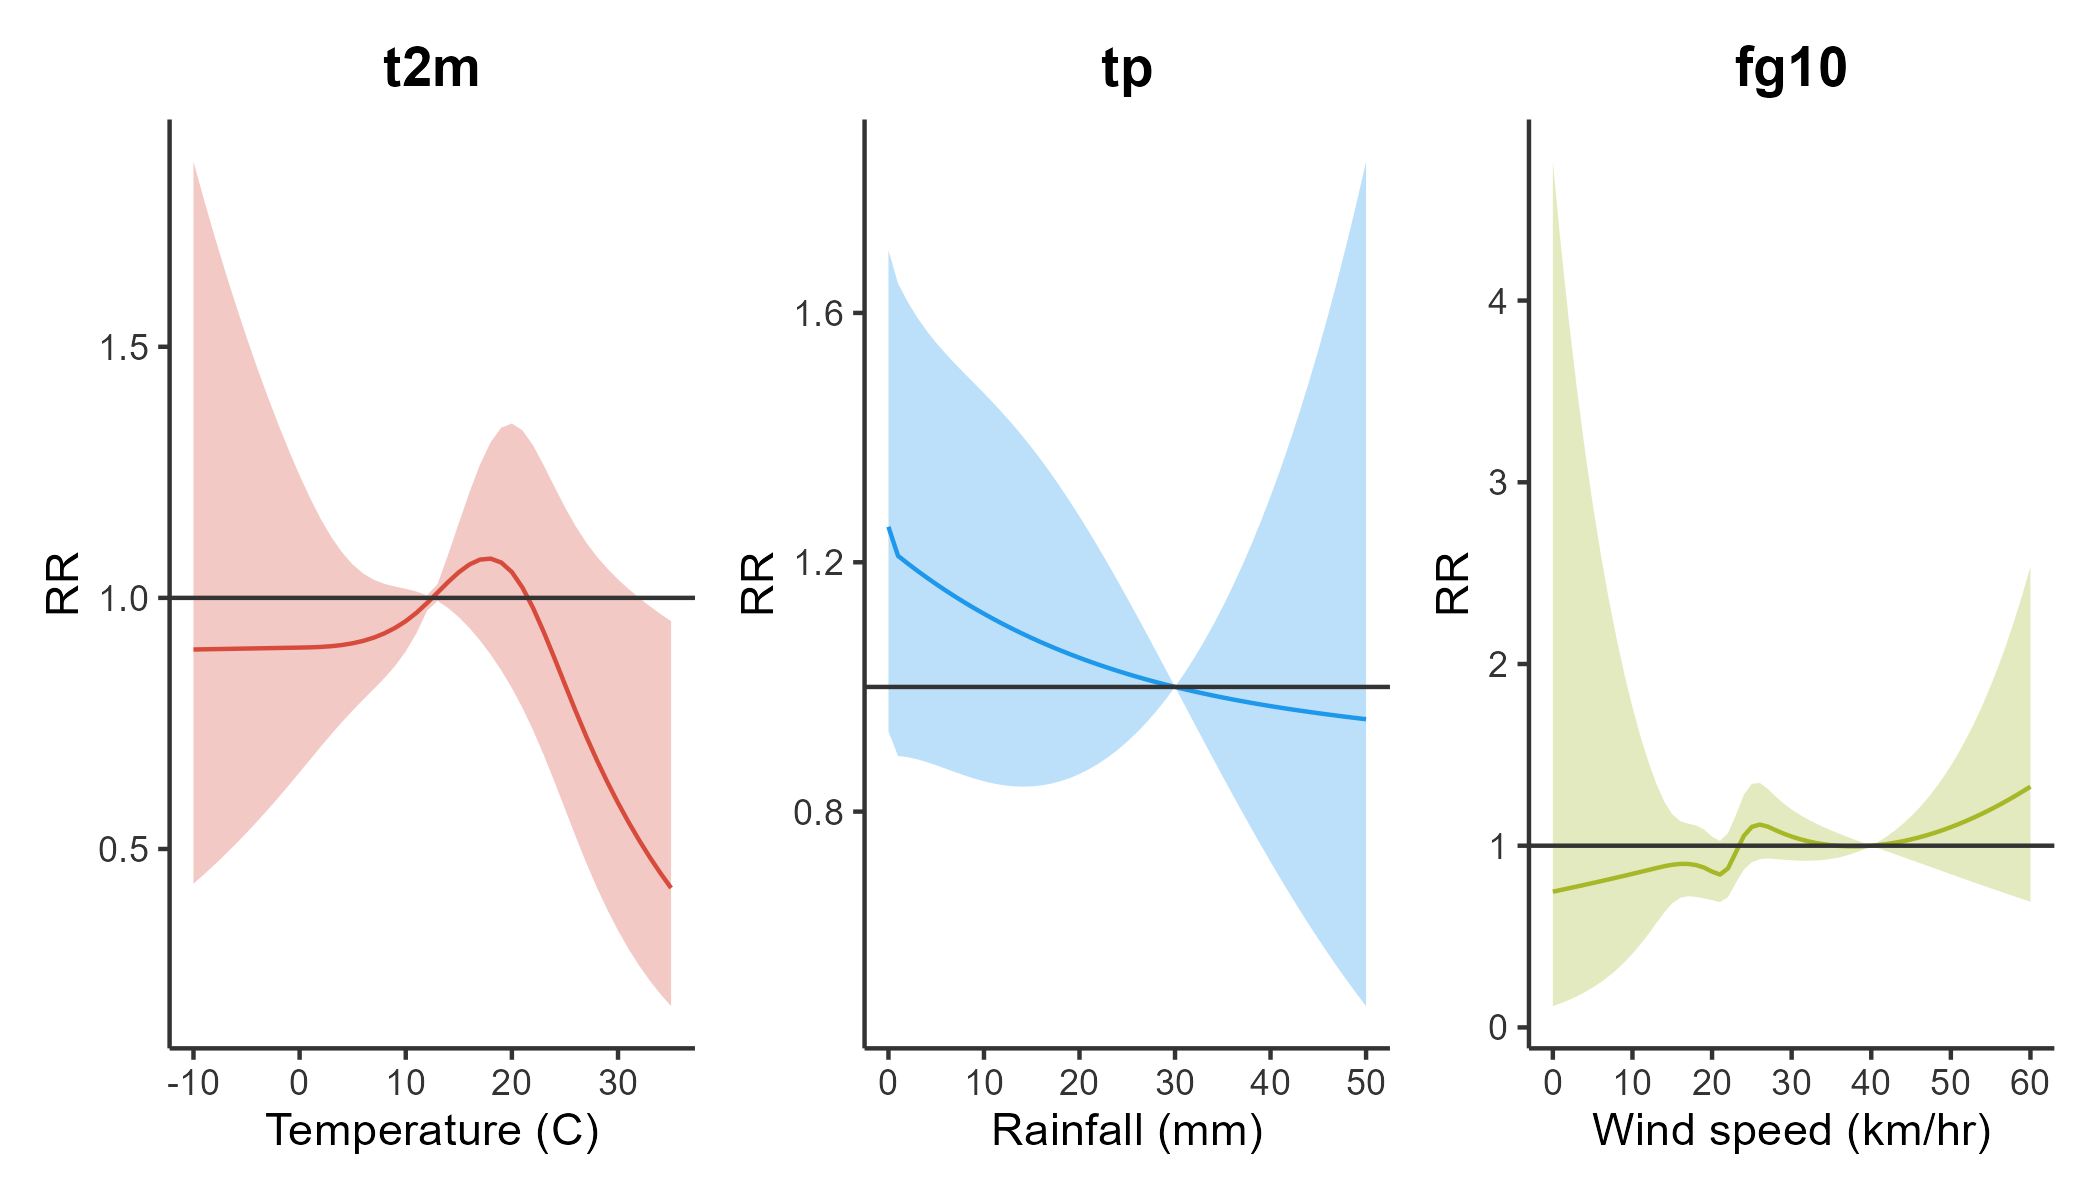 t2m
tp
fg10
RR
1.5
1.0
0.5
-10 0 10 20 30
Temperature (C)
RR
1.6
1.2
0.8
0 10 20 30 40 50
Rainfall (mm)
RR
4
3
2
1
0
0 10 20 30 40 50 60
Wind speed (km/hr)